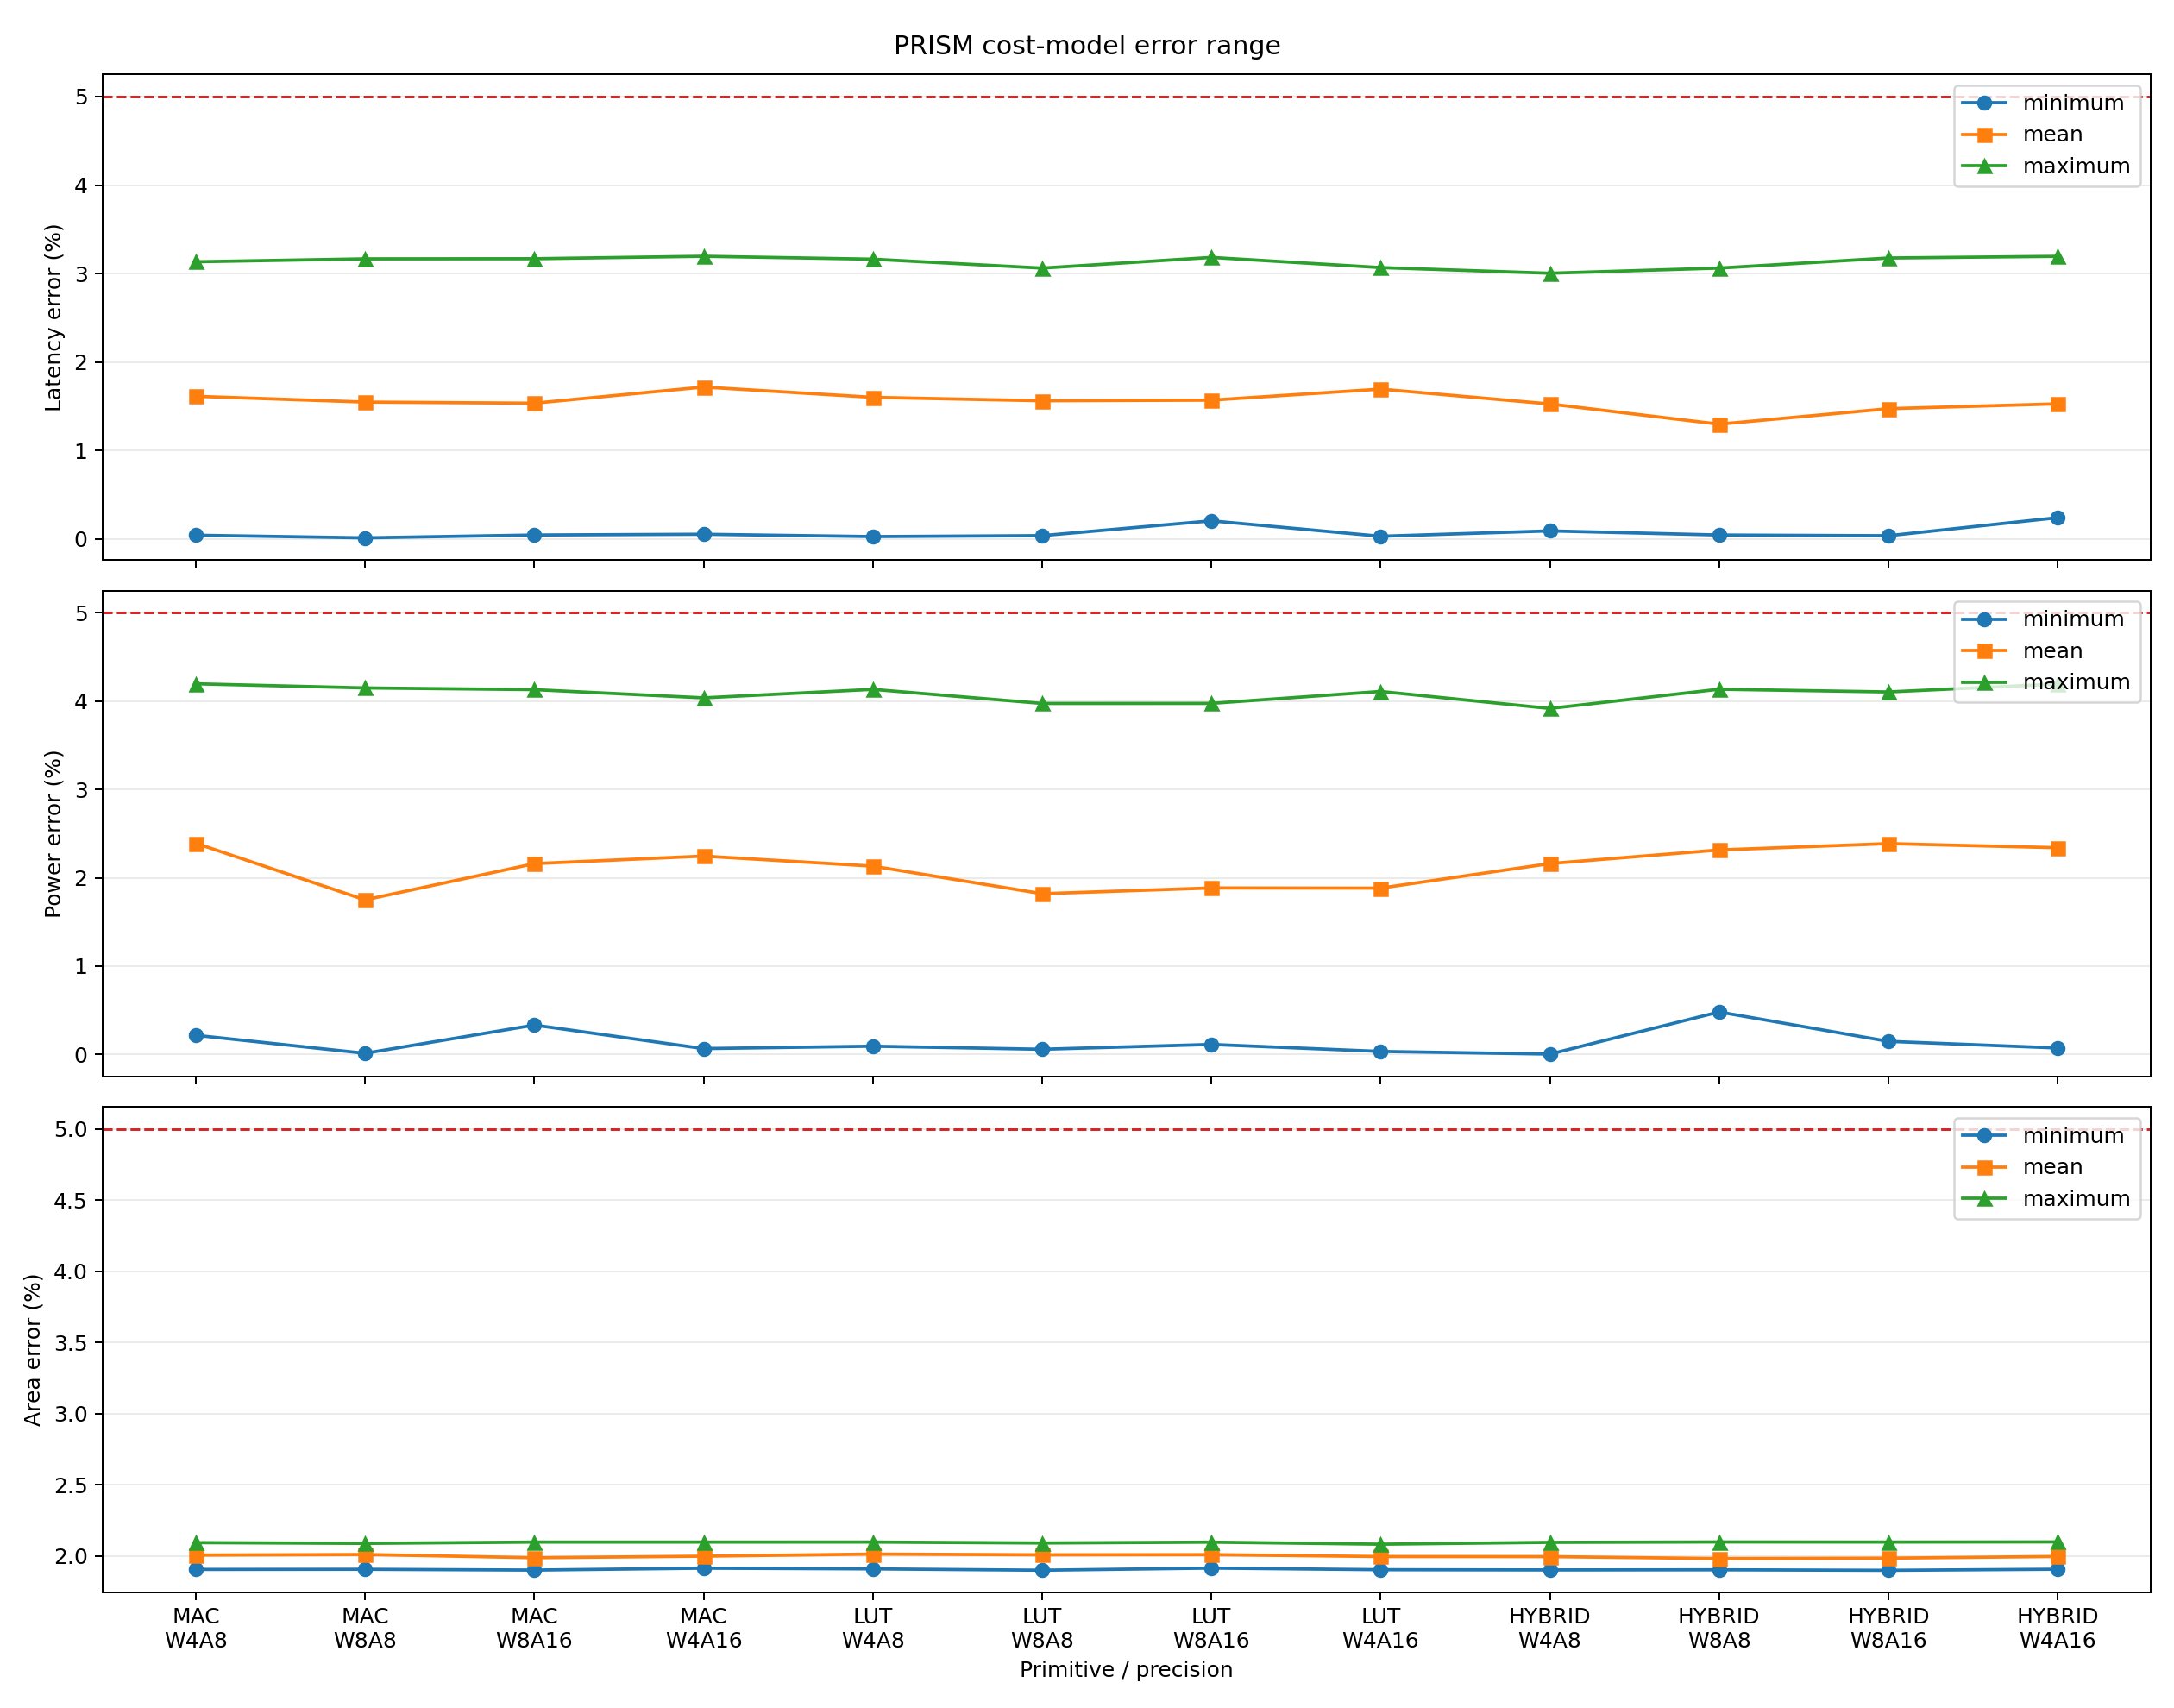 PRISM cost-model error range
Latency error (%)
5
4
3
2
1
0
minimum
mean
maximum
Power error (%)
5
4
3
2
1
0
minimum
mean
maximum
Area error (%)
5.0
4.5
4.0
3.5
3.0
2.5
2.0
minimum
mean
maximum
MAC MAC MAC MAC LUT LUT LUT LUT HYBRID HYBRID HYBRID HYBRID
W4A8 W8A8 W8A16 W4A16 W4A8 W8A8 W8A16 W4A16 W4A8 W8A8 W8A16 W4A16
Primitive / precision